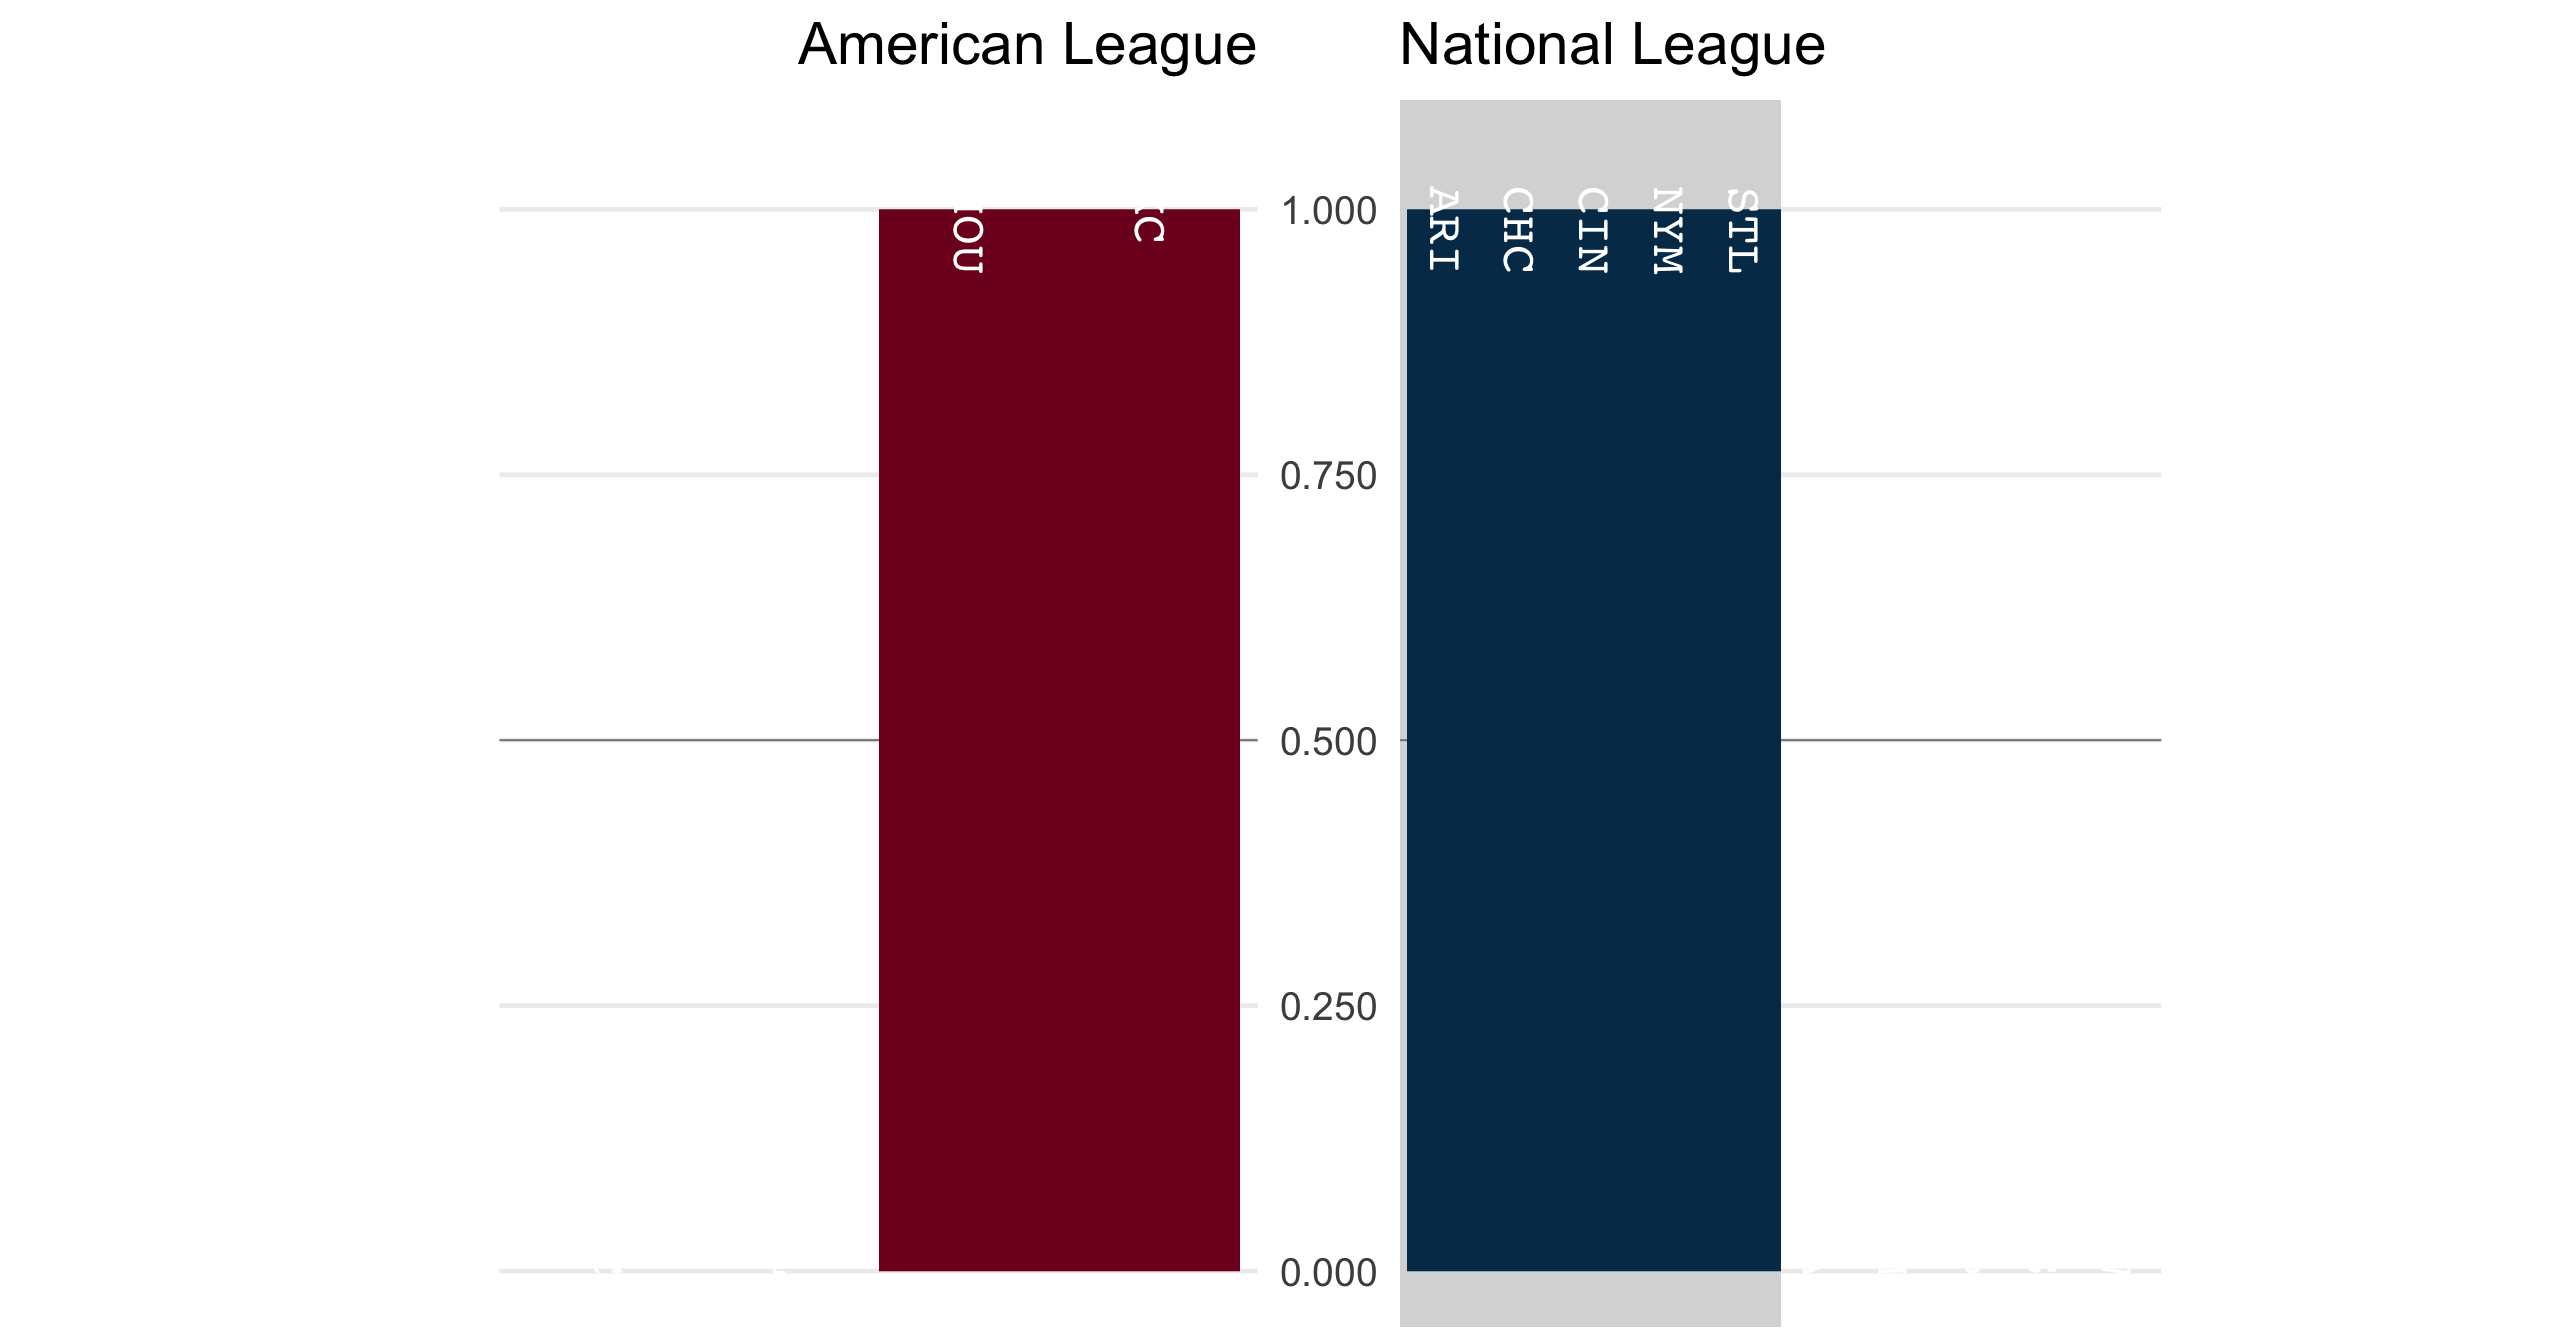 American League
National League
ARI
CHC
CIN
NYM
STL
OU
C
1.000
0.750
0.500
0.250
0.000